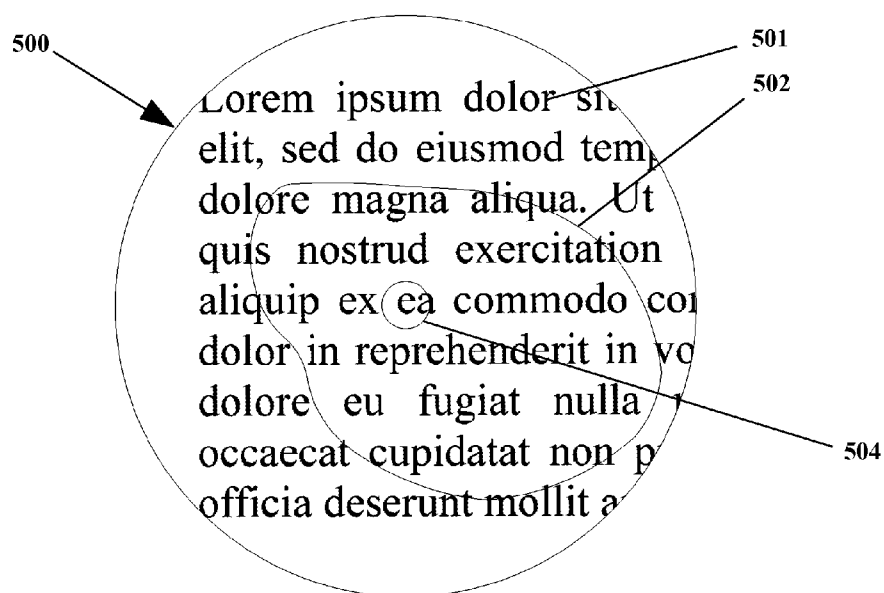 500
501
502
Lorem ipsum dolor sit
elit, sed do eiusmod temp
dolore magna aliqua. Ut
quis nostrud exercitation
aliquip ex ea commodo con
dolor in reprehenderit in vo
dolore eu fugiat nulla
occaecat cupidatat non p
officia deserunt mollit a
504